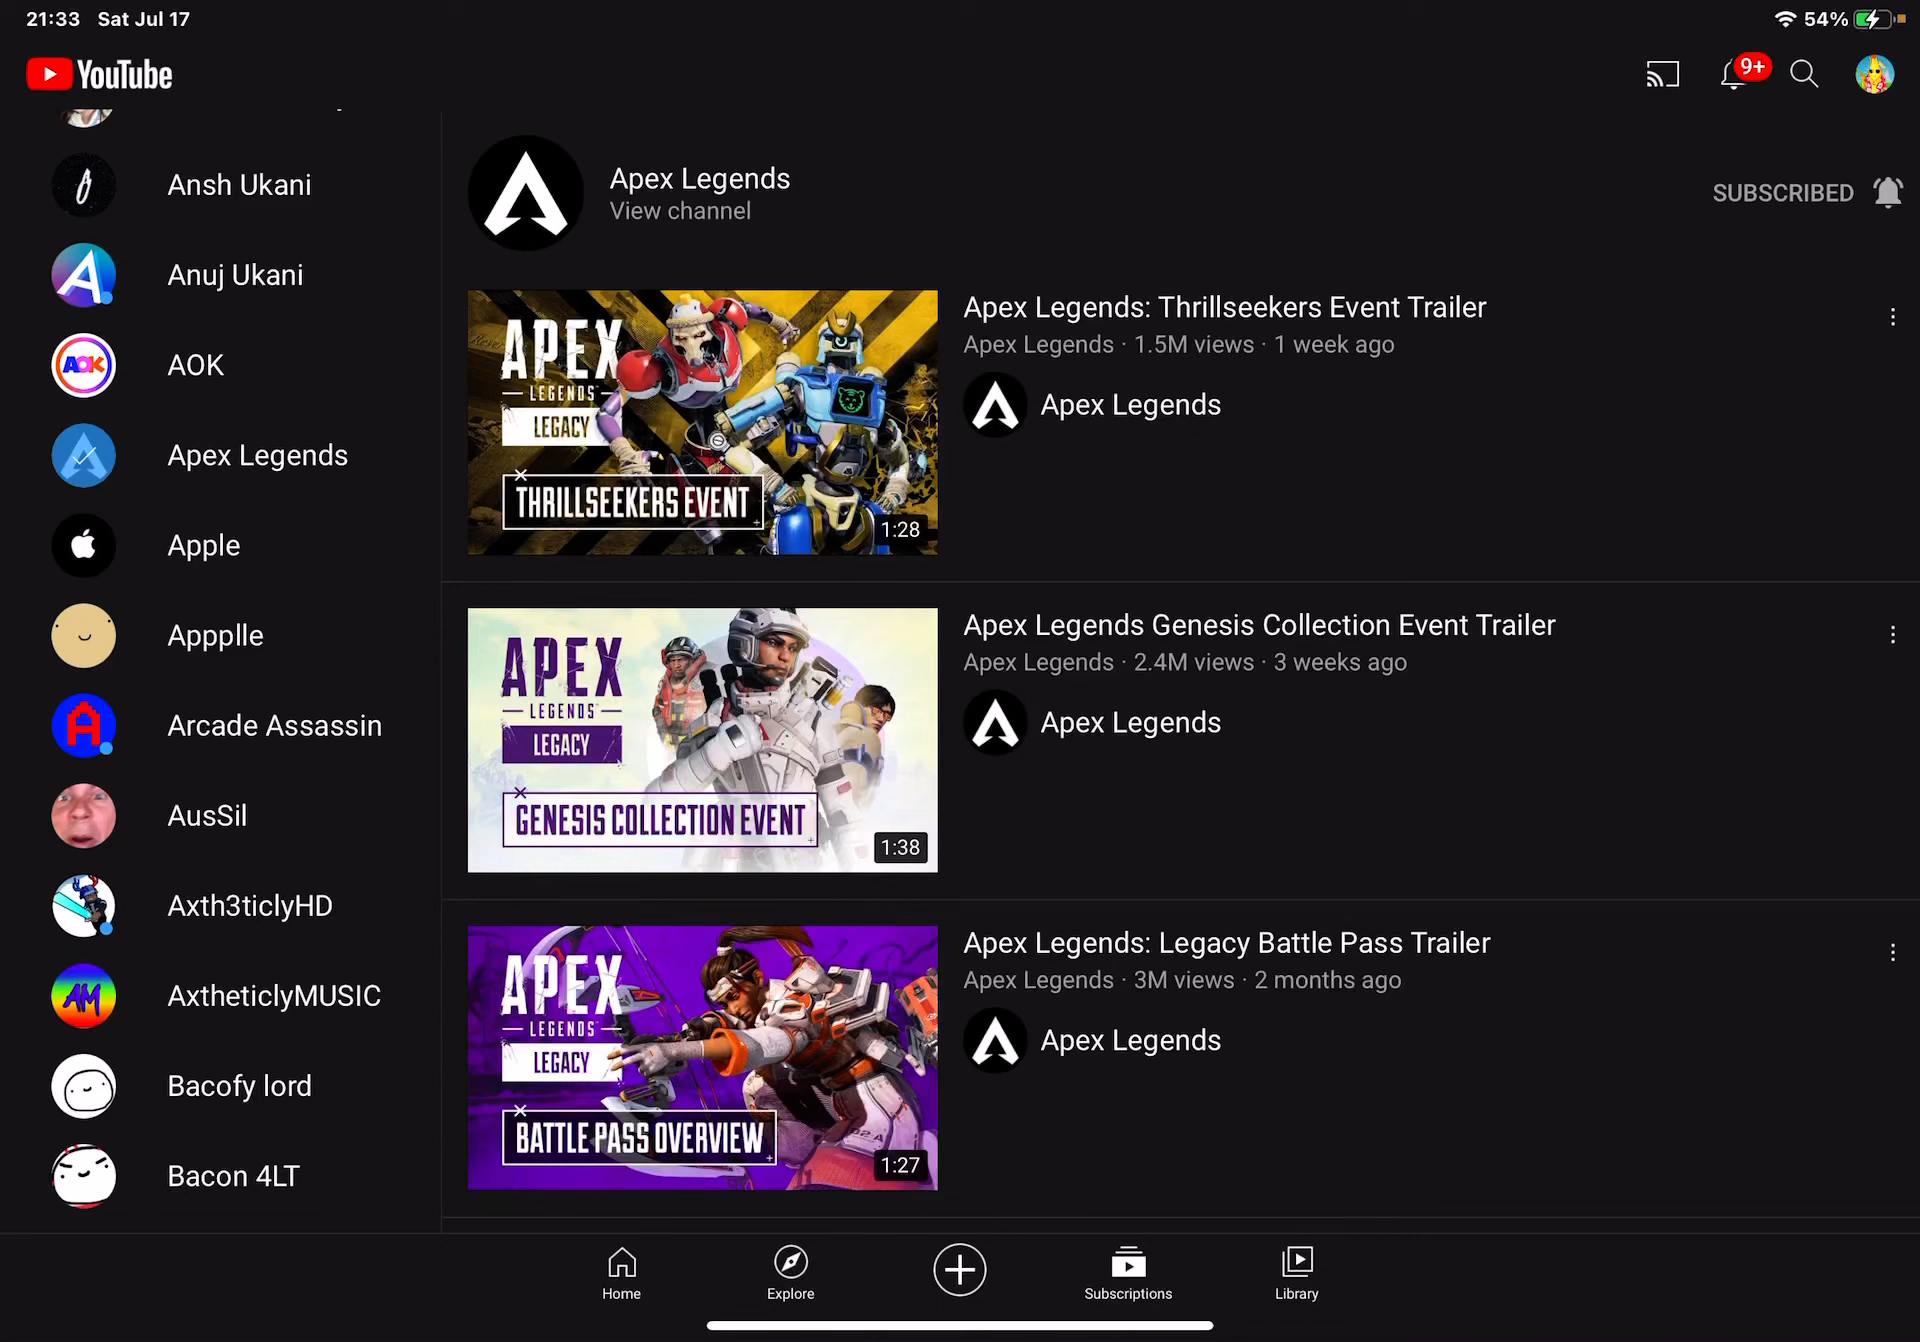 21:33 Sat Jul 17
54%
YouTube
9+
Ansh Ukani
Anuj Ukani
AOK
AOK
Apex Legends
Apple
Appplle
Arcade Assassin
AusSil
Axth3ticlyHD
AM
AxtheticlyMUSIC
Bacofy lord
Bacon 4LT
Apex Legends
View channel
SUBSCRIBED
APEX
LEGENDS
LEGACY
THRILLSEEKERS EVENT
1:28
Apex Legends: Thrillseekers Event Trailer
Apex Legends · 1.5M views · 1 week ago
Apex Legends
APEX
LEGENDS
LEGACY
GENESIS COLLECTION EVENT
1:38
Apex Legends Genesis Collection Event Trailer
Apex Legends · 2.4M views · 3 weeks ago
Apex Legends
APEX
LEGENDS
LEGACY
BATTLE PASS OVERVIEW
1:27
Apex Legends: Legacy Battle Pass Trailer
Apex Legends · 3M views · 2 months ago
Apex Legends
Home
Explore
Subscriptions
Library